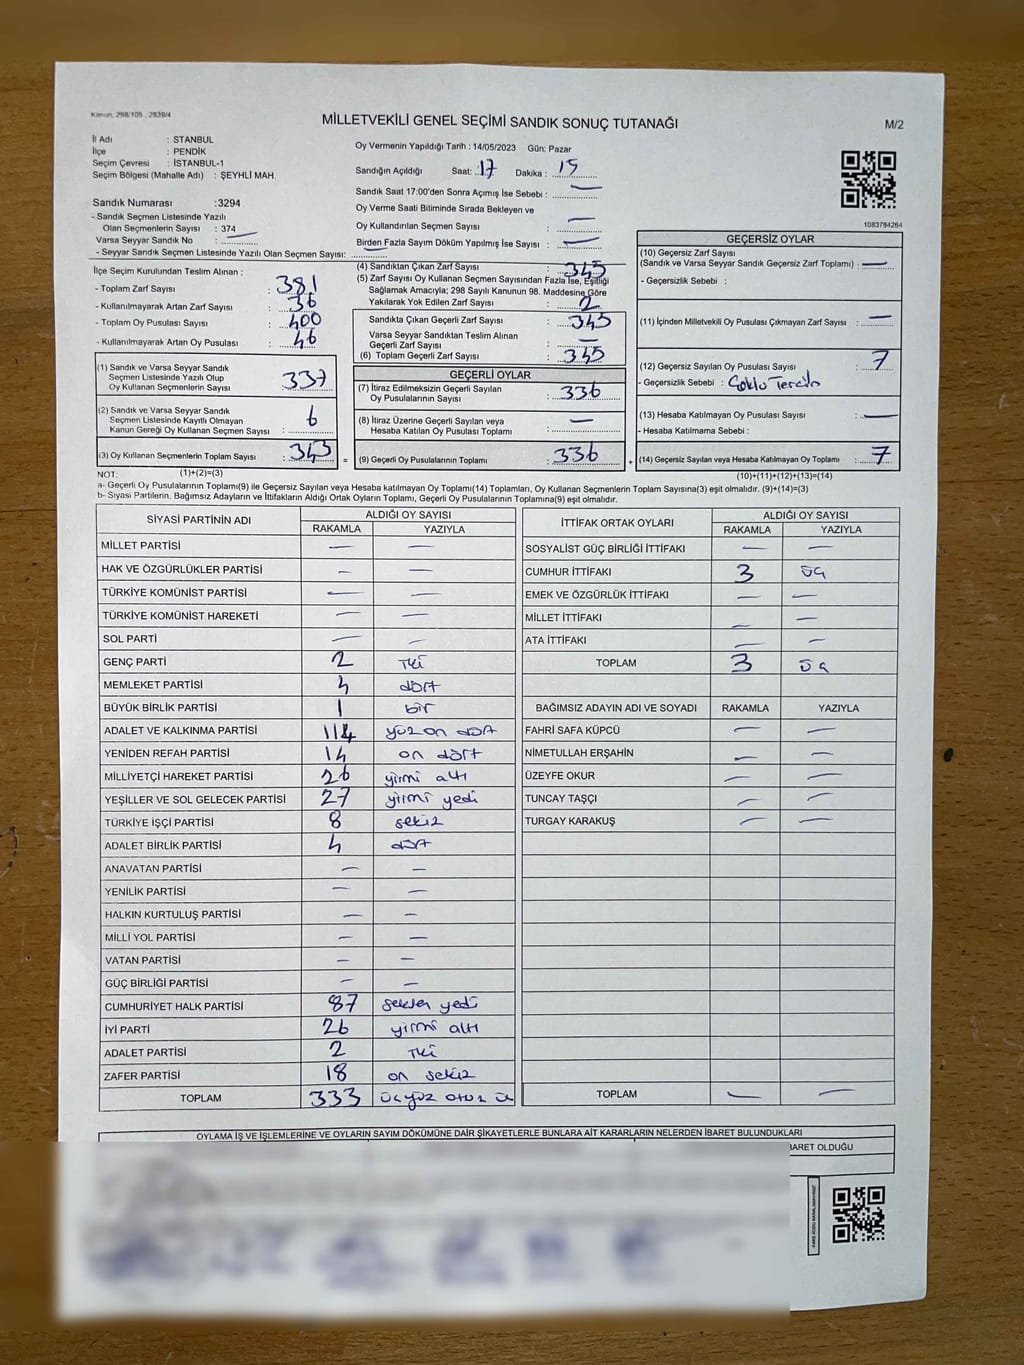 Kanun; 298/105 , 2839/4
MİLLETVEKİLİ GENEL SEÇİMİ SANDIK SONUÇ TUTANAĞI
M/2
İl Adı : İSTANBUL
İlçe : PENDİK
Seçim Çevresi : İSTANBUL-1
Seçim Bölgesi (Mahalle Adı) : ŞEYHLİ MAH.
Sandık Numarası :3294
- Sandık Seçmen Listesinde Yazılı
Olan Seçmenlerin Sayısı : 374
Varsa Seyyar Sandık No :
- Seyyar Sandık Seçmen Listesinde Yazılı Olan Seçmen Sayısı:
Oy Vermenin Yapıldığı Tarih : 14/05/2023 Gün: Pazar
Sandığın Açıldığı Saat: 17 Dakika : 15
Sandık Saat 17:00'den Sonra Açımış İse Sebebi : —
Oy Verme Saati Bitiminde Sırada Bekleyen ve
Oy Kullandırılan Seçmen Sayısı : —
Birden Fazla Sayım Döküm Yapılmış İse Sayısı : —
1083784264
İlçe Seçim Kurulundan Teslim Alınan :
- Toplam Zarf Sayısı : 381
- Kullanılmayarak Artan Zarf Sayısı : 36
- Toplam Oy Pusulası Sayısı : 400
- Kullanılmayarak Artan Oy Pusulası : 46
(1) Sandık ve Varsa Seyyar Sandık
Seçmen Listesinde Yazılı Olup
Oy Kullanan Seçmenlerin Sayısı : 337
(2) Sandık ve Varsa Seyyar Sandık
Seçmen Listesinde Kayıtlı Olmayan
Kanun Gereği Oy Kullanan Seçmen Sayısı : 6
(3) Oy Kullanan Seçmenlerin Toplam Sayısı : 343
(1)+(2)=(3)
(4) Sandıktan Çıkan Zarf Sayısı : 345
(5) Zarf Sayısı Oy Kullanan Seçmen Sayısından Fazla İse, Eşitliği
Sağlamak Amacıyla; 298 Sayılı Kanunun 98. Maddesine Göre
Yakılarak Yok Edilen Zarf Sayısı : 2
Sandıkta Çıkan Geçerli Zarf Sayısı : 345
Varsa Seyyar Sandıktan Teslim Alınan
Geçerli Zarf Sayısı : —
(6) Toplam Geçerli Zarf Sayısı : 345
GEÇERLİ OYLAR
(7) İtiraz Edilmeksizin Geçerli Sayılan
Oy Pusulalarının Sayısı : 336
(8) İtiraz Üzerine Geçerli Sayılan veya
Hesaba Katılan Oy Pusulası Toplamı : —
= (9) Geçerli Oy Pusulalarının Toplamı : 336 +
GEÇERSİZ OYLAR
(10) Geçersiz Zarf Sayısı
(Sandık ve Varsa Seyyar Sandık Geçersiz Zarf Toplamı) : —
- Geçersizlik Sebebi :
(11) İçinden Milletvekili Oy Pusulası Çıkmayan Zarf Sayısı : —
(12) Geçersiz Sayılan Oy Pusulası Sayısı : 7
- Geçersizlik Sebebi : Çoklu Tercih
(13) Hesaba Katılmayan Oy Pusulası Sayısı : —
- Hesaba Katılmama Sebebi :
(14) Geçersiz Sayılan veya Hesaba Katılmayan Oy Toplamı : 7
(10)+(11)+(12)+(13)=(14)
NOT:
a- Geçerli Oy Pusulalarının Toplamı(9) ile Geçersiz Sayılan veya Hesaba katılmayan Oy Toplamı(14) Toplamları, Oy Kullanan Seçmenlerin Toplam Sayısına(3) eşit olmalıdır. (9)+(14)=(3)
b- Siyasi Partilerin, Bağımsız Adayların ve İttifakların Aldığı Ortak Oyların Toplamı, Geçerli Oy Pusulalarının Toplamına(9) eşit olmalıdır.
SİYASİ PARTİNİN ADI ALDIĞI OY SAYISI
RAKAMLA YAZIYLA
MİLLET PARTİSİ — —
HAK VE ÖZGÜRLÜKLER PARTİSİ — —
TÜRKİYE KOMÜNİST PARTİSİ — —
TÜRKİYE KOMÜNİST HAREKETİ — —
SOL PARTİ — —
GENÇ PARTİ 2 iki
MEMLEKET PARTİSİ 4 dört
BÜYÜK BİRLİK PARTİSİ 1 bir
ADALET VE KALKINMA PARTİSİ 114 yüz on dört
YENİDEN REFAH PARTİSİ 14 on dört
MİLLİYETÇİ HAREKET PARTİSİ 26 yirmi altı
YEŞİLLER VE SOL GELECEK PARTİSİ 27 yirmi yedi
TÜRKİYE İŞÇİ PARTİSİ 8 sekiz
ADALET BİRLİK PARTİSİ 4 dört
ANAVATAN PARTİSİ — —
YENİLİK PARTİSİ — —
HALKIN KURTULUŞ PARTİSİ — —
MİLLİ YOL PARTİSİ — —
VATAN PARTİSİ — —
GÜÇ BİRLİĞİ PARTİSİ — —
CUMHURİYET HALK PARTİSİ 87 seksen yedi
İYİ PARTİ 26 yirmi altı
ADALET PARTİSİ 2 iki
ZAFER PARTİSİ 18 on sekiz
TOPLAM 333 üçyüz otuz üç
İTTİFAK ORTAK OYLARI ALDIĞI OY SAYISI
RAKAMLA YAZIYLA
SOSYALİST GÜÇ BİRLİĞİ İTTİFAKI — —
CUMHUR İTTİFAKI 3 üç
EMEK VE ÖZGÜRLÜK İTTİFAKI — —
MİLLET İTTİFAKI — —
ATA İTTİFAKI — —
TOPLAM 3 üç
BAĞIMSIZ ADAYIN ADI VE SOYADI RAKAMLA YAZIYLA
FAHRİ SAFA KÜPCÜ — —
NİMETULLAH ERŞAHİN — —
ÜZEYFE OKUR — —
TUNCAY TAŞÇI — —
TURGAY KARAKUŞ — —
TOPLAM — —
OYLAMA İŞ VE İŞLEMLERİNE VE OYLARIN SAYIM DÖKÜMÜNE DAİR ŞİKAYETLERLE BUNLARA AİT KARARLARIN NELERDEN İBARET BULUNDUKLARI
İBARET OLDUĞU